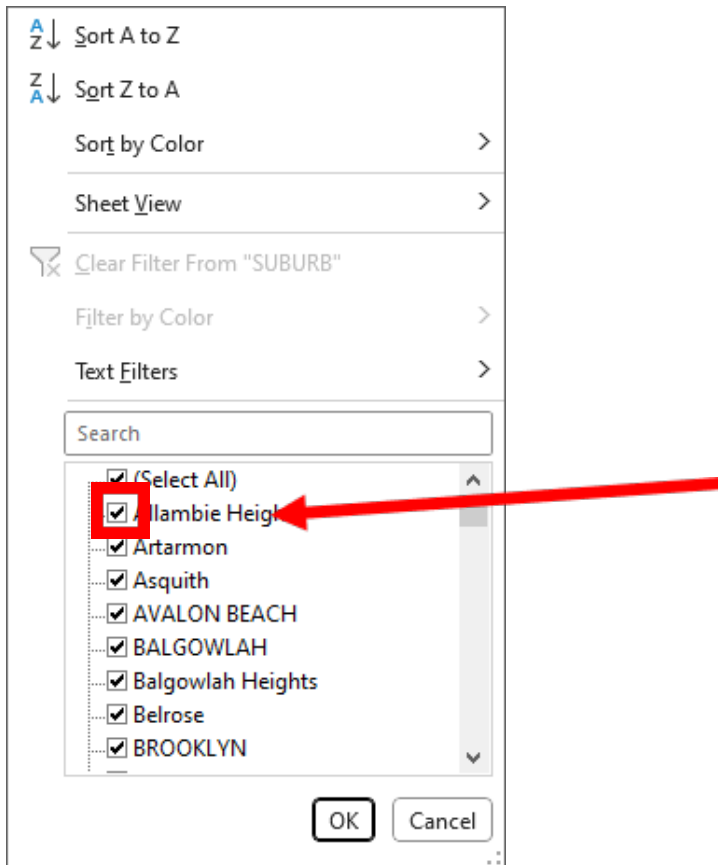 Sort A to Z
Sort Z to A
Sort by Color
Sheet View
Clear Filter From "SUBURB"
Filter by Color
Text Filters
Search
(Select All)
Allambie
Artarmon
Asquith
AVALON BEACH
BALGOWLAH
Balgowlah Heights
Belrose
BROOKLYN
OK
Cancel